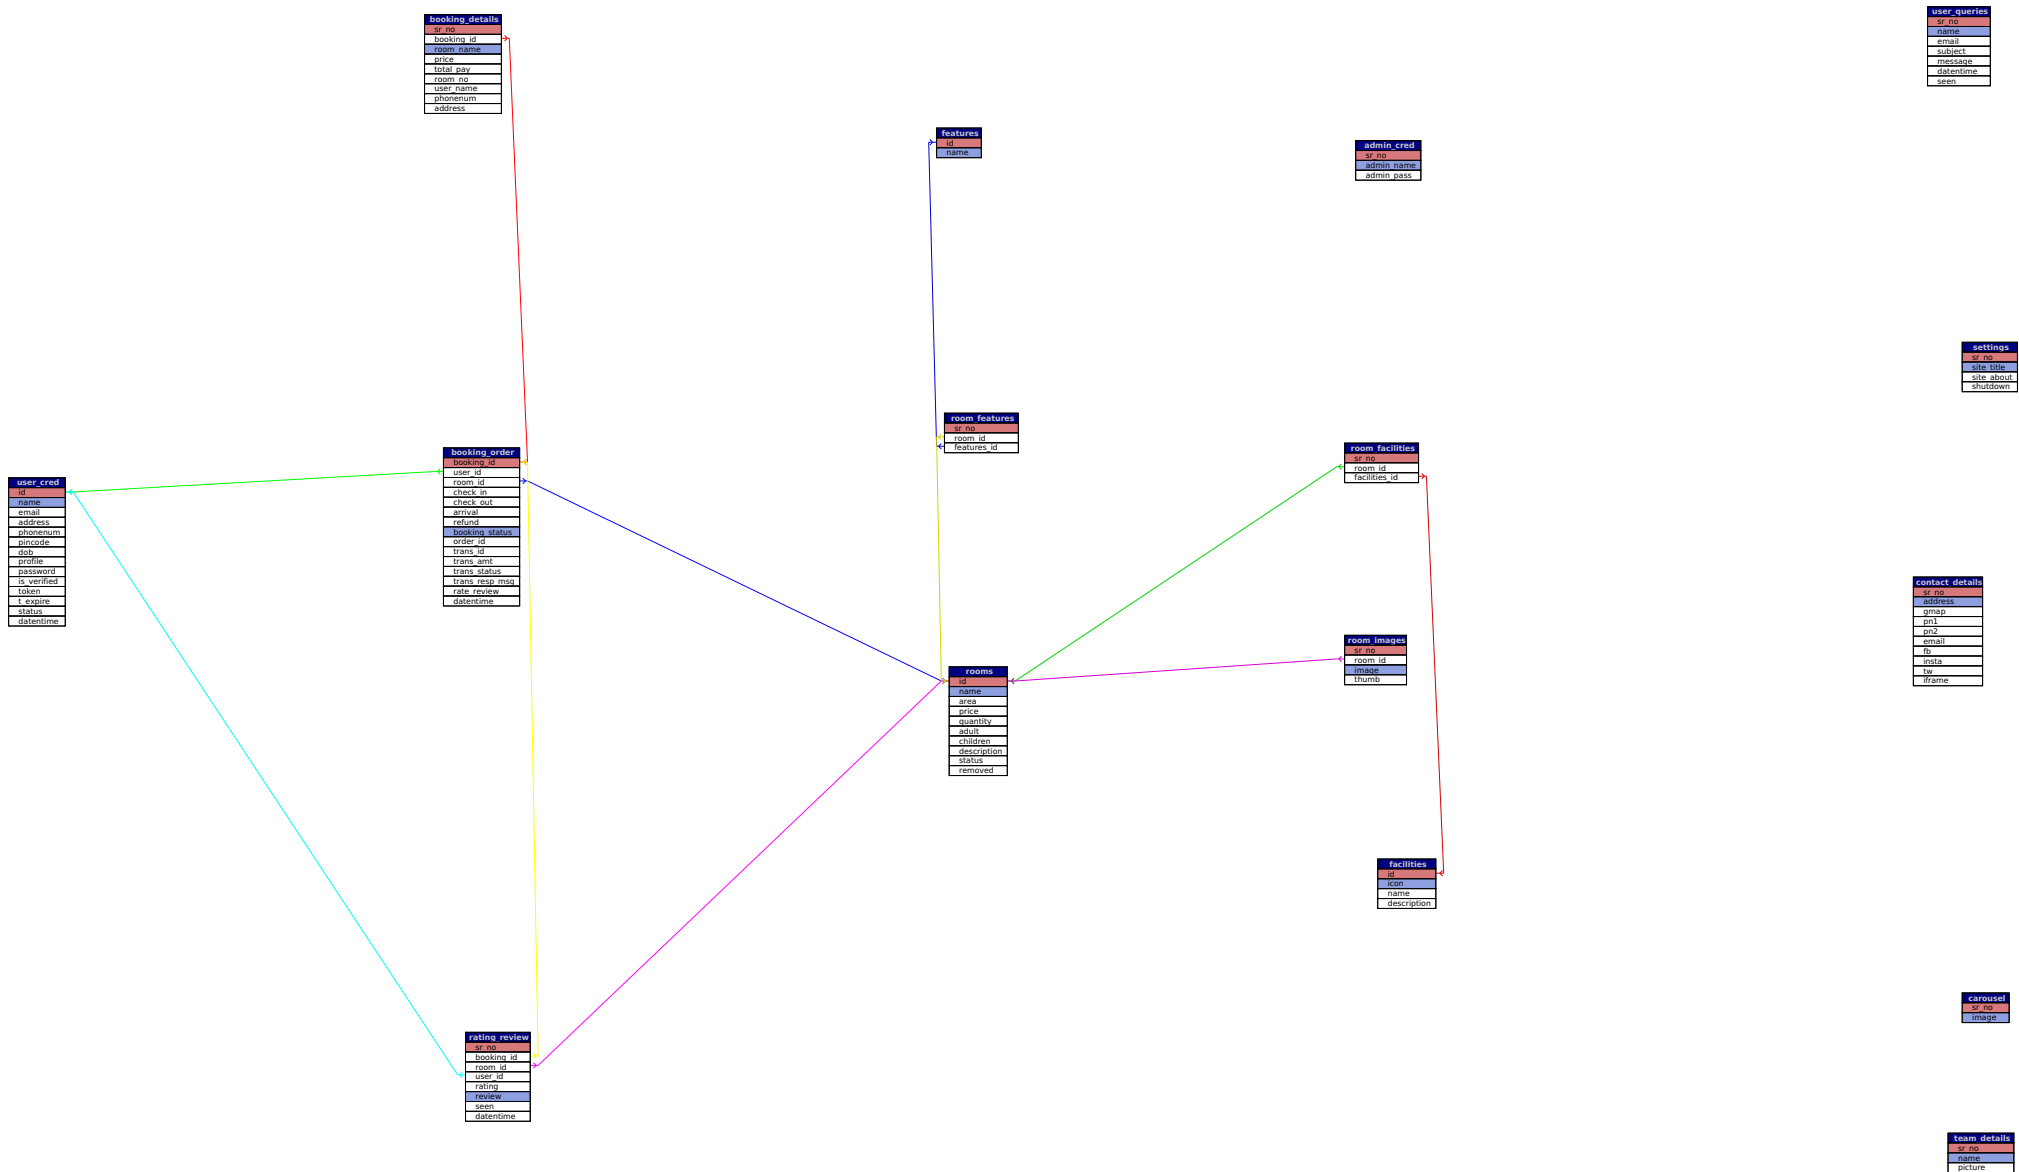 booking_details
sr_no
booking_id
room_name
price
total_pay
room_no
user_name
phonenum
address
user_queries
sr_no
name
email
subject
message
datentime
seen
features
id
name
admin_cred
sr_no
admin_name
admin_pass
settings
sr_no
site_title
site_about
shutdown
room_features
sr_no
room_id
features_id
room_facilities
sr_no
room_id
facilities_id
booking_order
booking_id
user_id
room_id
check_in
check_out
arrival
refund
booking_status
order_id
trans_id
trans_amt
trans_status
trans_resp_msg
rate_review
datentime
user_cred
id
name
email
address
phonenum
pincode
dob
profile
password
is_verified
token
t_expire
status
datentime
contact_details
sr_no
address
gmap
pn1
pn2
email
fb
insta
tw
iframe
room_images
sr_no
room_id
image
thumb
rooms
id
name
area
price
quantity
adult
children
description
status
removed
facilities
id
icon
name
description
carousel
sr_no
image
rating_review
sr_no
booking_id
room_id
user_id
rating
review
seen
datentime
team_details
sr_no
name
picture